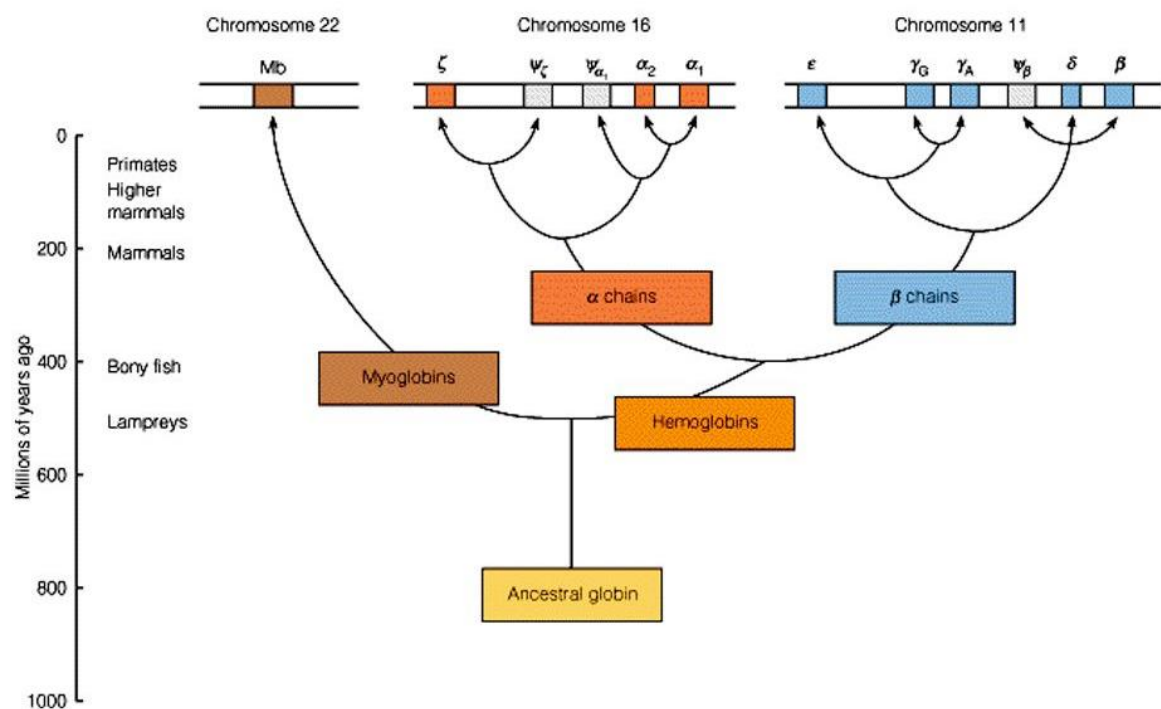 Chromosome 22 Chromosome 16 Chromosome 11
Mb ζ ψζ ψα1 α2 α1 ε γG γA ψβ δ β
0
Primates
Higher
mammals
200 Mammals
α chains β chains
400 Bony fish
Myoglobins
Lampreys Hemoglobins
600
800 Ancestral globin
1000
Millions of years ago